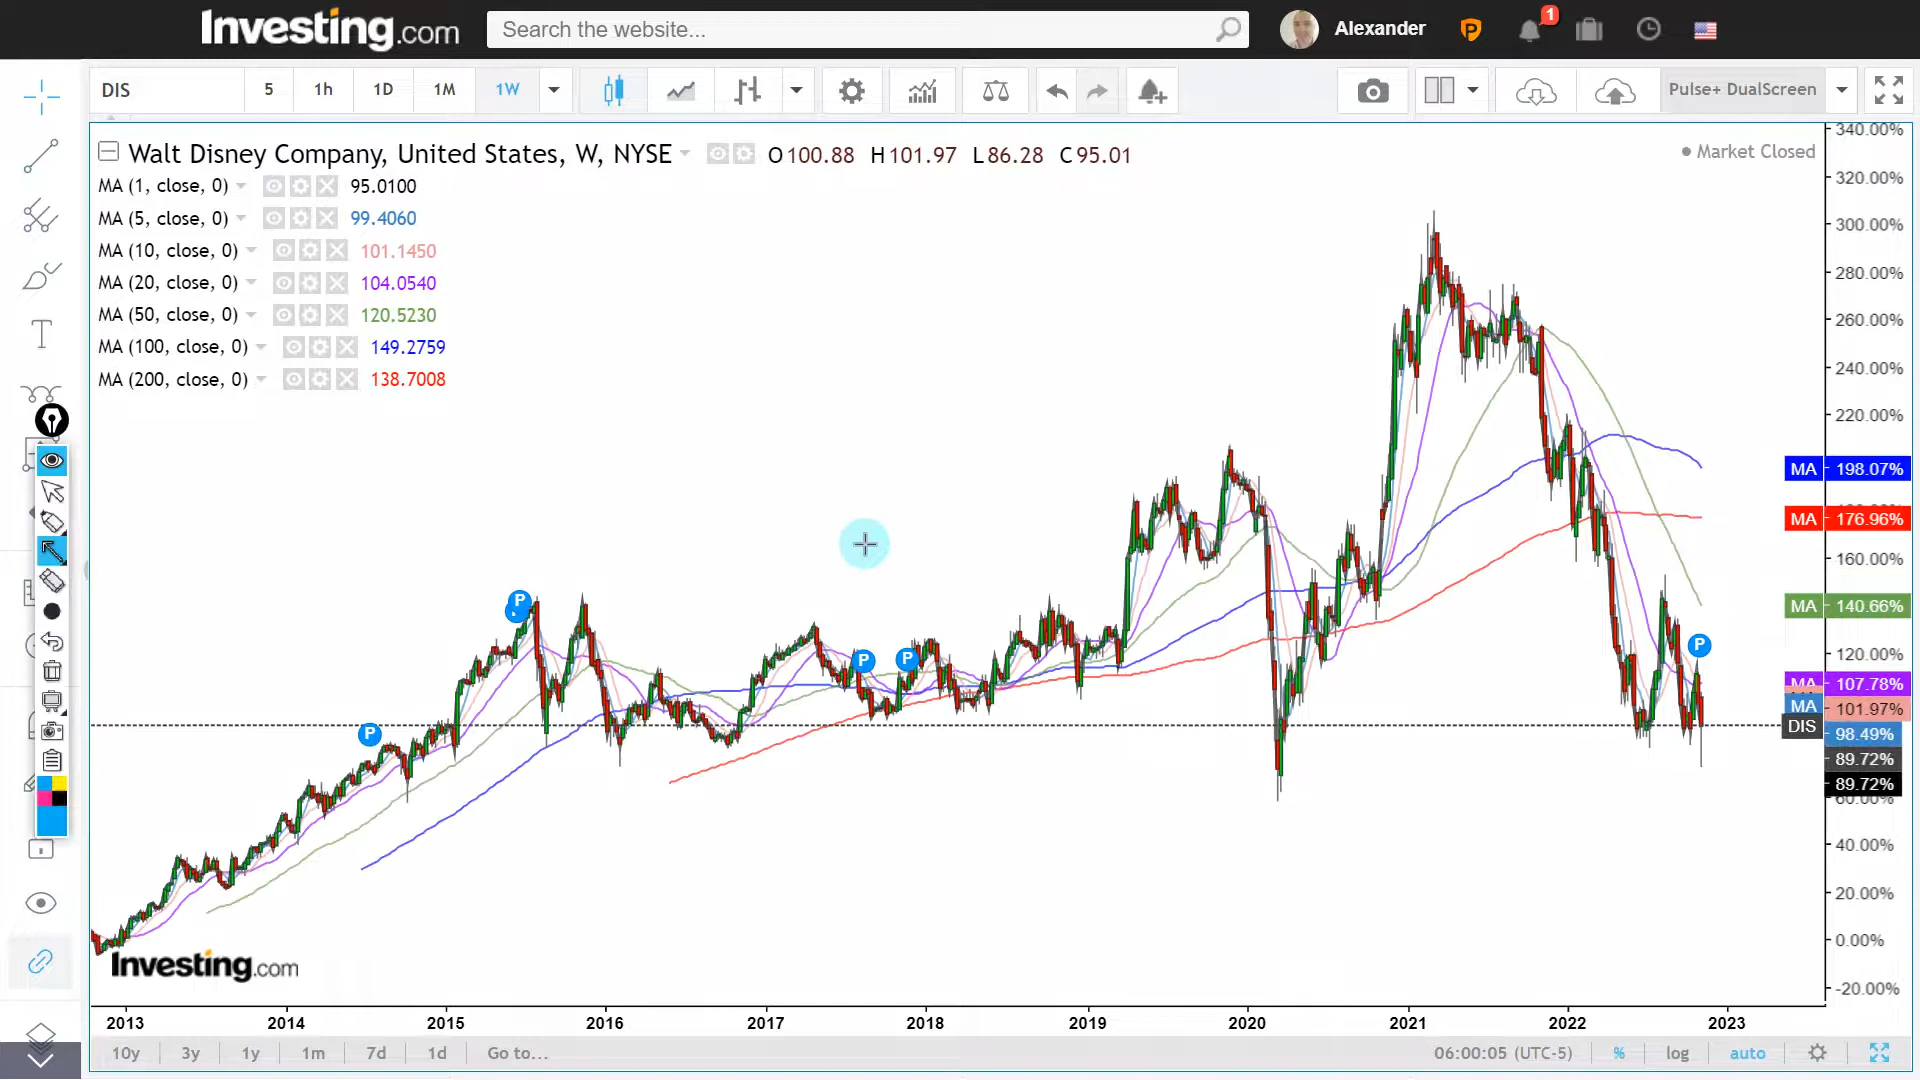 Investing.com
Search the website...
Alexander
1
DIS
5 1h 1D 1M 1W
Pulse+ DualScreen
Walt Disney Company, United States, W, NYSE O 100.88 H 101.97 L 86.28 C 95.01
Market Closed
MA (1, close, 0) 95.0100
MA (5, close, 0) 99.4060
MA (10, close, 0) 101.1450
MA (20, close, 0) 104.0540
MA (50, close, 0) 120.5230
MA (100, close, 0) 149.2759
MA (200, close, 0) 138.7008
340.00%
320.00%
300.00%
280.00%
260.00%
240.00%
220.00%
MA 198.07%
MA 176.96%
160.00%
MA 140.66%
120.00%
MA 107.78%
MA 101.97%
DIS 98.49%
89.72%
89.72%
60.00%
40.00%
20.00%
0.00%
-20.00%
P
P
P
P
P
Investing.com
2013 2014 2015 2016 2017 2018 2019 2020 2021 2022 2023
10y 3y 1y 1m 7d 1d Go to...
06:00:05 (UTC-5) % log auto